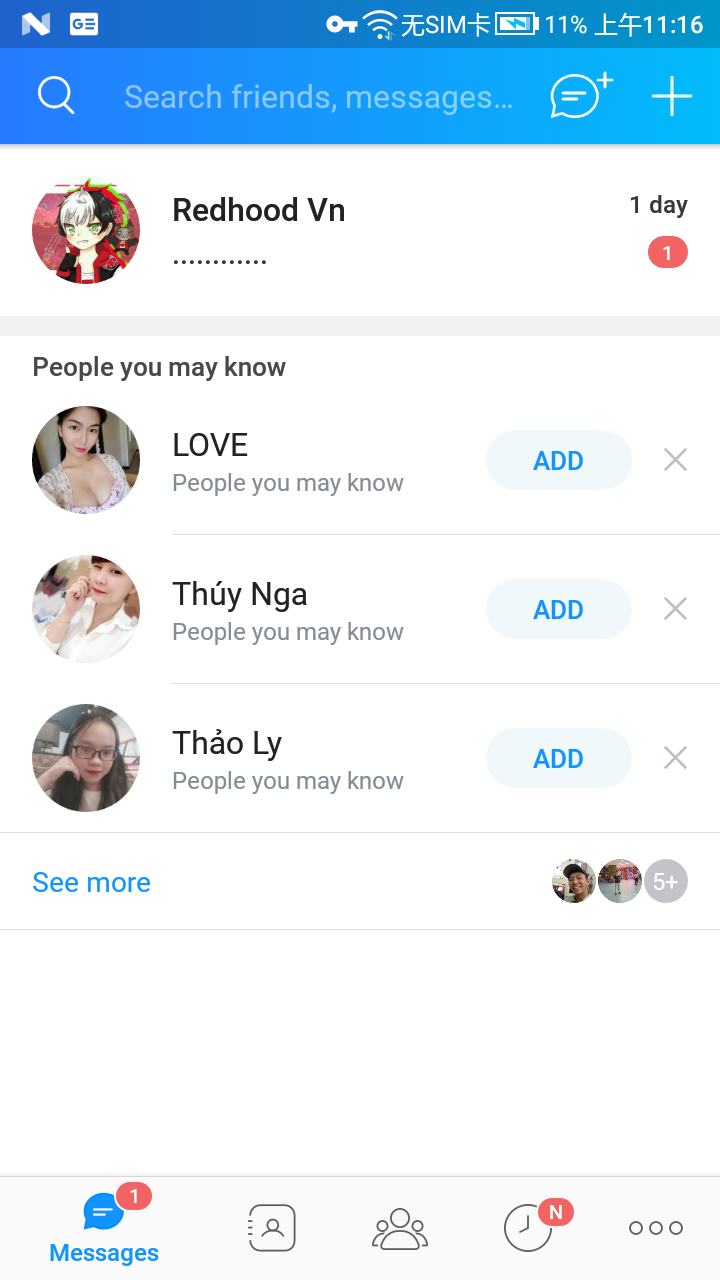 无SIM卡 11% 上午11:16
Search friends, messages...
Redhood Vn
1 day
............
1
People you may know
LOVE
People you may know
ADD
Thúy Nga
People you may know
ADD
Thảo Ly
People you may know
ADD
See more
5+
1
N
Messages